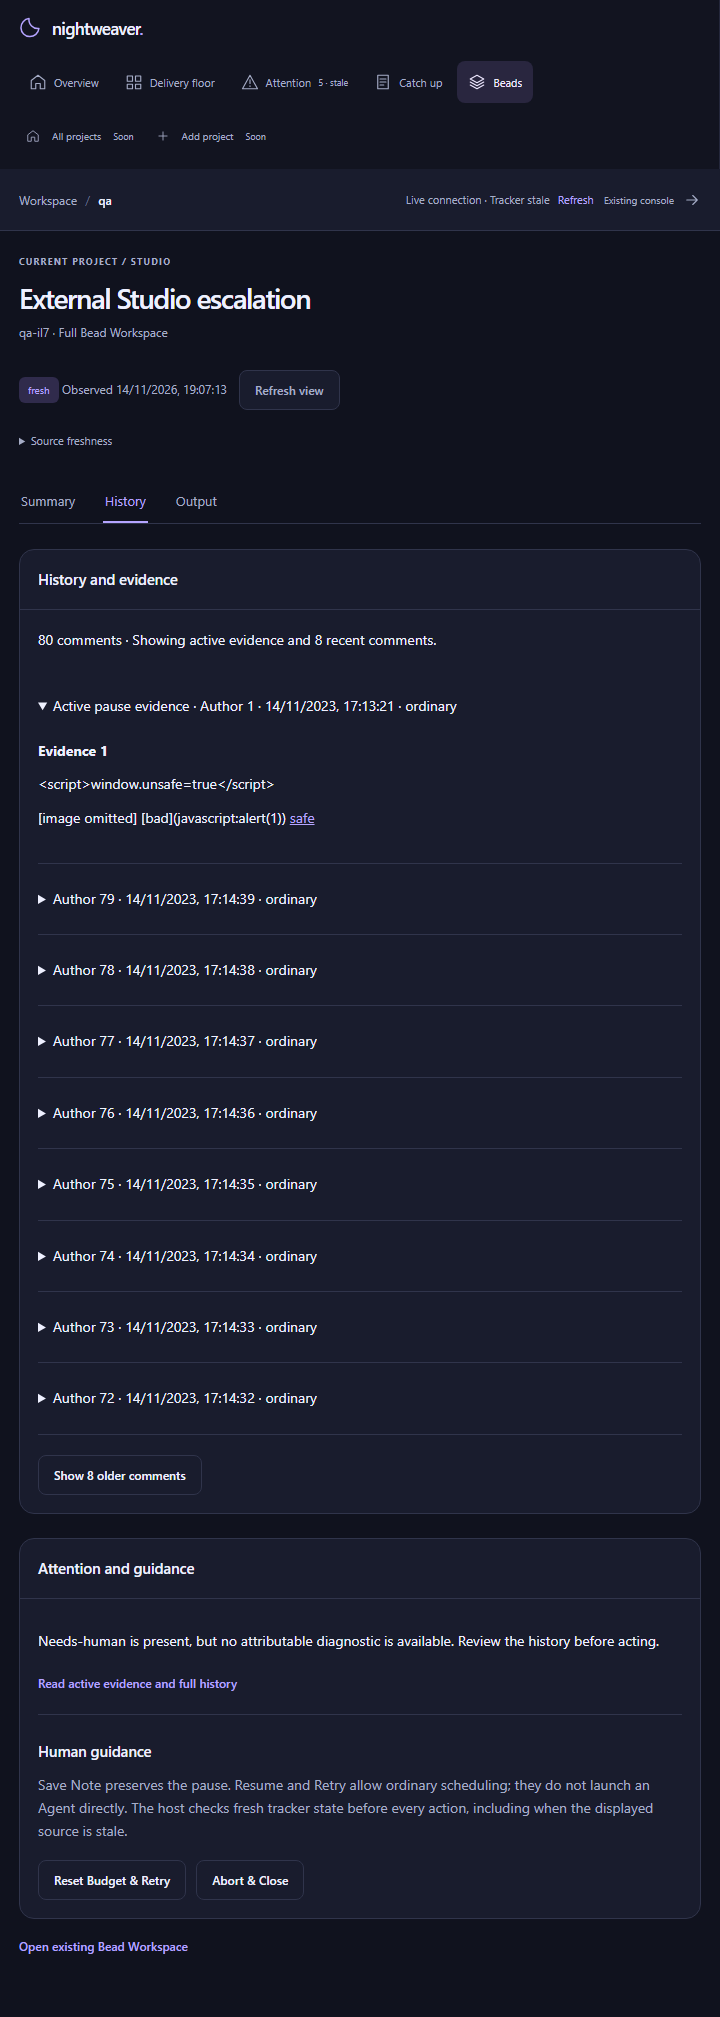 nightweaver.
Overview Delivery floor Attention 5 · stale Catch up Beads
All projects Soon + Add project Soon
Workspace / qa Live connection · Tracker stale Refresh Existing console →
CURRENT PROJECT / STUDIO
External Studio escalation
qa-il7 · Full Bead Workspace
fresh Observed 14/11/2026, 19:07:13 Refresh view
Source freshness
Summary History Output
History and evidence
80 comments · Showing active evidence and 8 recent comments.
Active pause evidence · Author 1 · 14/11/2023, 17:13:21 · ordinary
Evidence 1
<script>window.unsafe=true</script>
[image omitted] [bad](javascript:alert(1)) safe
Author 79 · 14/11/2023, 17:14:39 · ordinary
Author 78 · 14/11/2023, 17:14:38 · ordinary
Author 77 · 14/11/2023, 17:14:37 · ordinary
Author 76 · 14/11/2023, 17:14:36 · ordinary
Author 75 · 14/11/2023, 17:14:35 · ordinary
Author 74 · 14/11/2023, 17:14:34 · ordinary
Author 73 · 14/11/2023, 17:14:33 · ordinary
Author 72 · 14/11/2023, 17:14:32 · ordinary
Show 8 older comments
Attention and guidance
Needs-human is present, but no attributable diagnostic is available. Review the history before acting.
Read active evidence and full history
Human guidance
Save Note preserves the pause. Resume and Retry allow ordinary scheduling; they do not launch an
Agent directly. The host checks fresh tracker state before every action, including when the displayed
source is stale.
Reset Budget & Retry Abort & Close
Open existing Bead Workspace